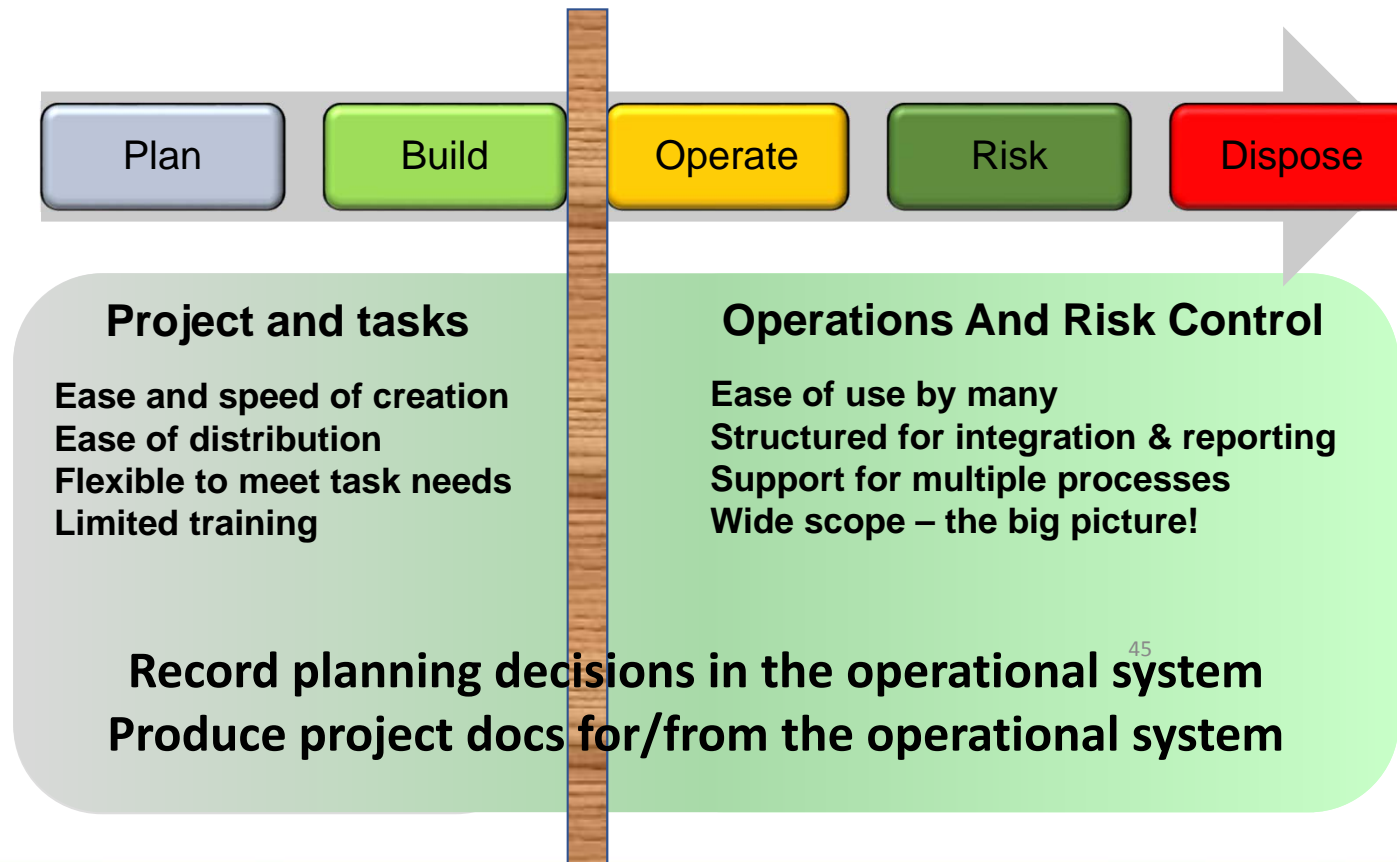 Plan
Build
Operate
Risk
Dispose
Project and tasks
Ease and speed of creation
Ease of distribution
Flexible to meet task needs
Limited training
Operations And Risk Control
Ease of use by many
Structured for integration & reporting
Support for multiple processes
Wide scope – the big picture!
45
Record planning decisions in the operational system
Produce project docs for/from the operational system